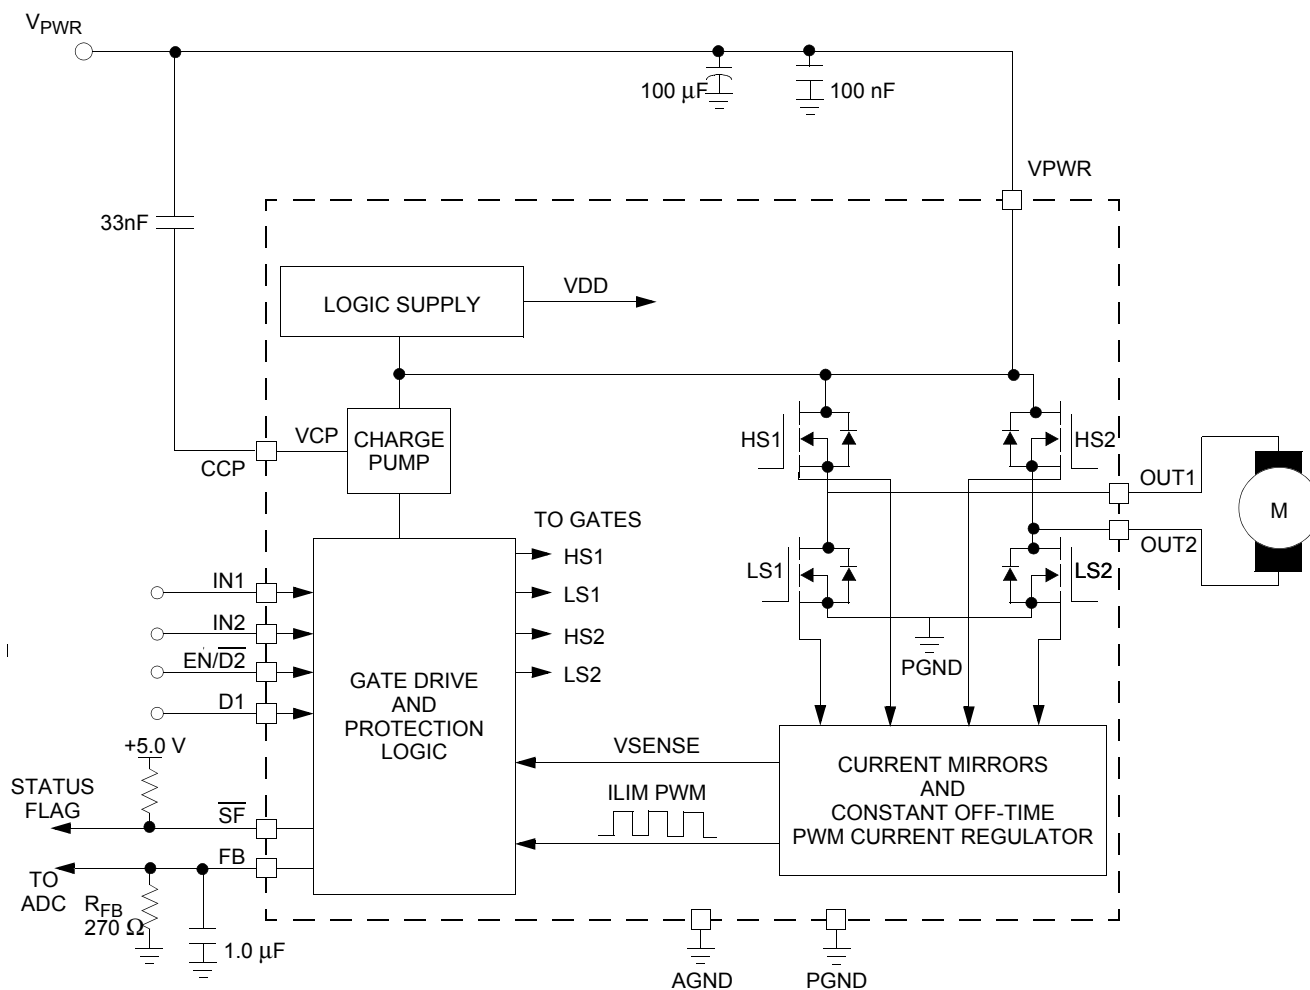 VPWR
100 µF
100 nF
VPWR
33nF
LOGIC SUPPLY
VDD
VCP
CCP
CHARGE
PUMP
HS1
HS2
OUT1
M
OUT2
TO GATES
HS1
LS1
HS2
LS2
LS1
LS2
PGND
IN1
IN2
EN/D2
D1
GATE DRIVE
AND
PROTECTION
LOGIC
+5.0 V
STATUS
FLAG
SF
FB
TO
ADC
RFB
270 Ω
1.0 µF
VSENSE
ILIM PWM
CURRENT MIRRORS
AND
CONSTANT OFF-TIME
PWM CURRENT REGULATOR
AGND
PGND